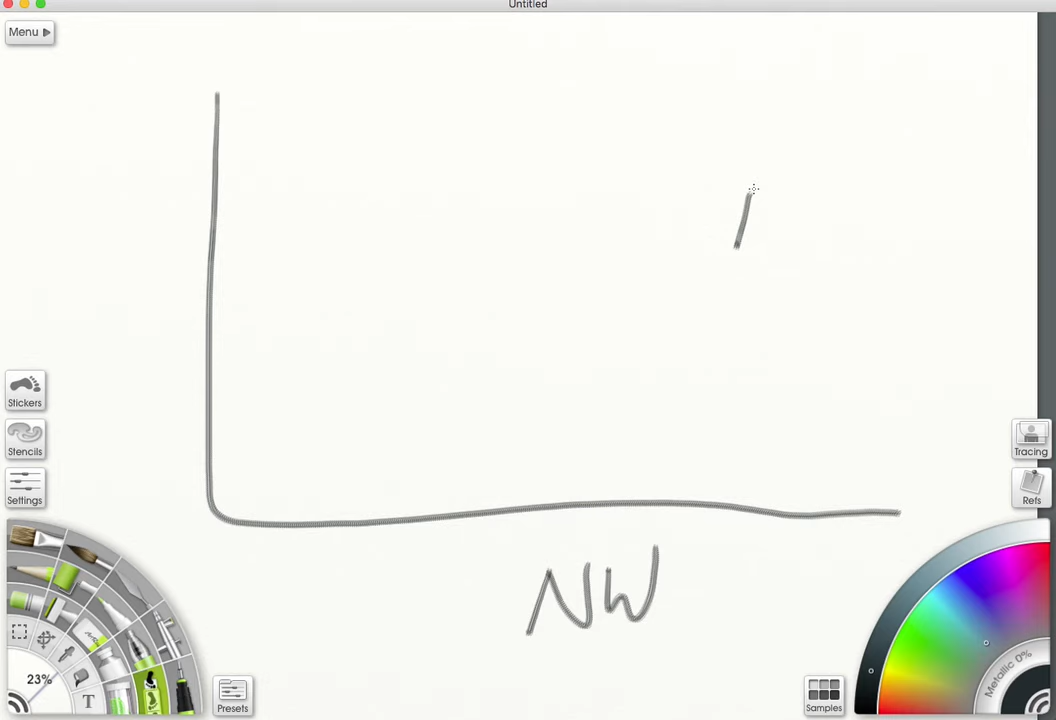 Untitled
Menu
Stickers
Stencils
Settings
Tracing
Refs
NW
23%
T
Metallic 0%
Presets
Samples